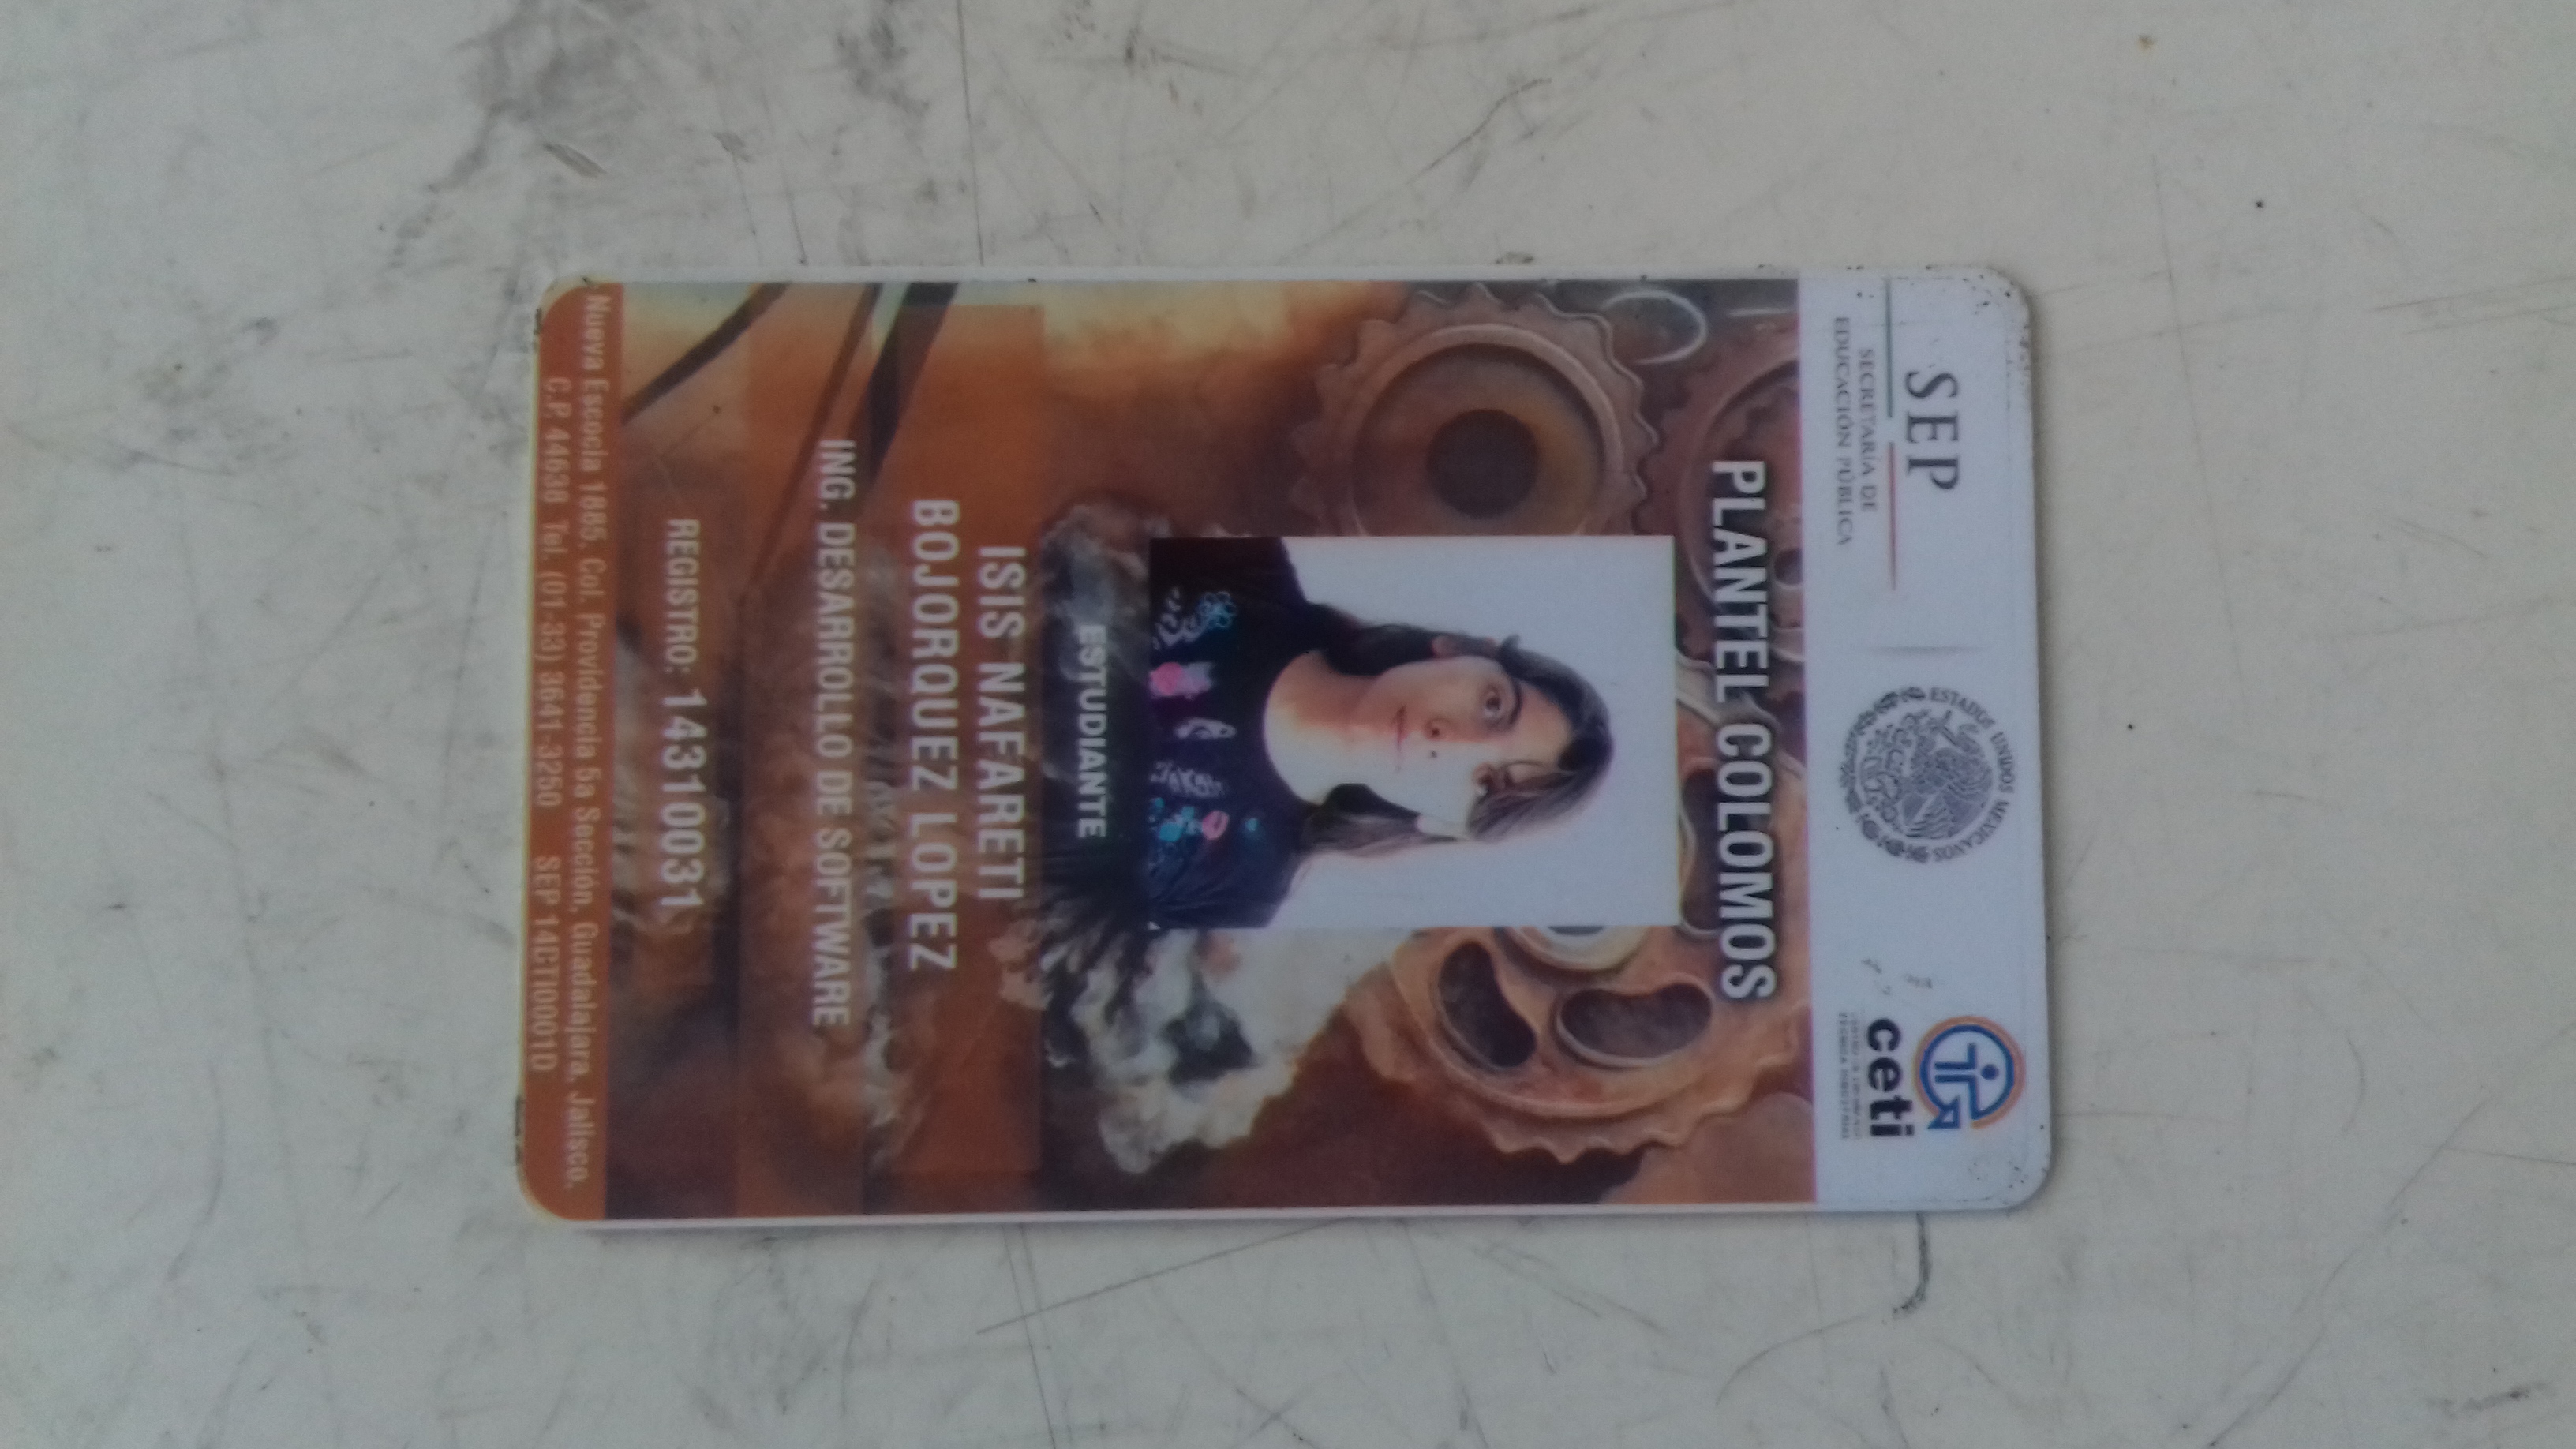 SEP
SECRETARÍA DE
EDUCACIÓN PÚBLICA
ESTADOS UNIDOS MEXICANOS
ceti
PLANTEL COLOMOS
ESTUDIANTE
ISIS NAFARETI
BOJORQUEZ LOPEZ
ING. DESARROLLO DE SOFTWARE
REGISTRO: 14310031
Nueva Escocia 1885, Col. Providencia 5a Sección, Guadalajara, Jalisco.
C.P. 44638 Tel. (01-33) 3641-3250 SEP 14CTI0001D